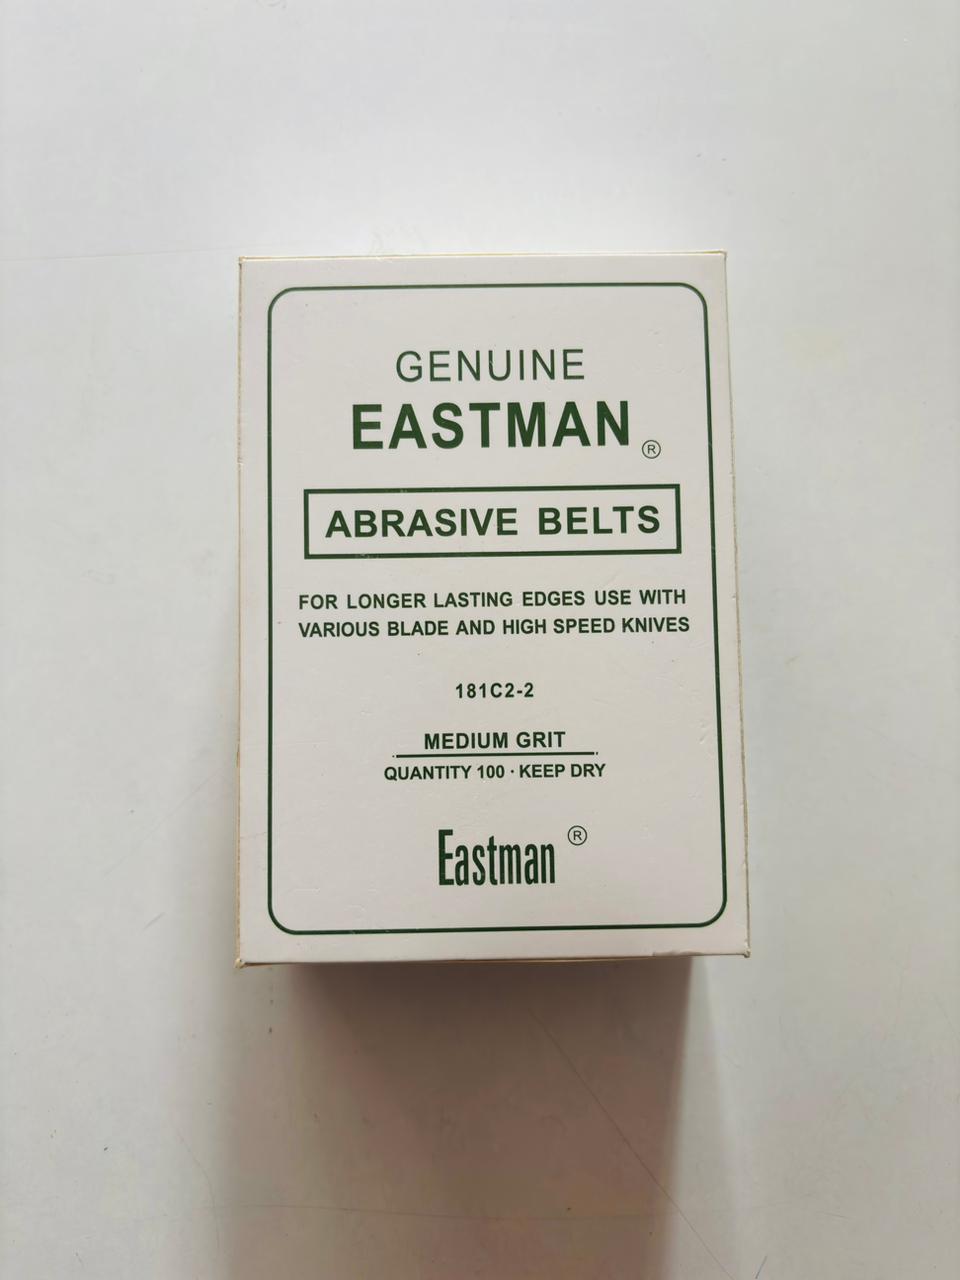 GENUINE
EASTMAN ®
ABRASIVE BELTS
FOR LONGER LASTING EDGES USE WITH
VARIOUS BLADE AND HIGH SPEED KNIVES
181C2-2
MEDIUM GRIT
QUANTITY 100 · KEEP DRY
Eastman ®